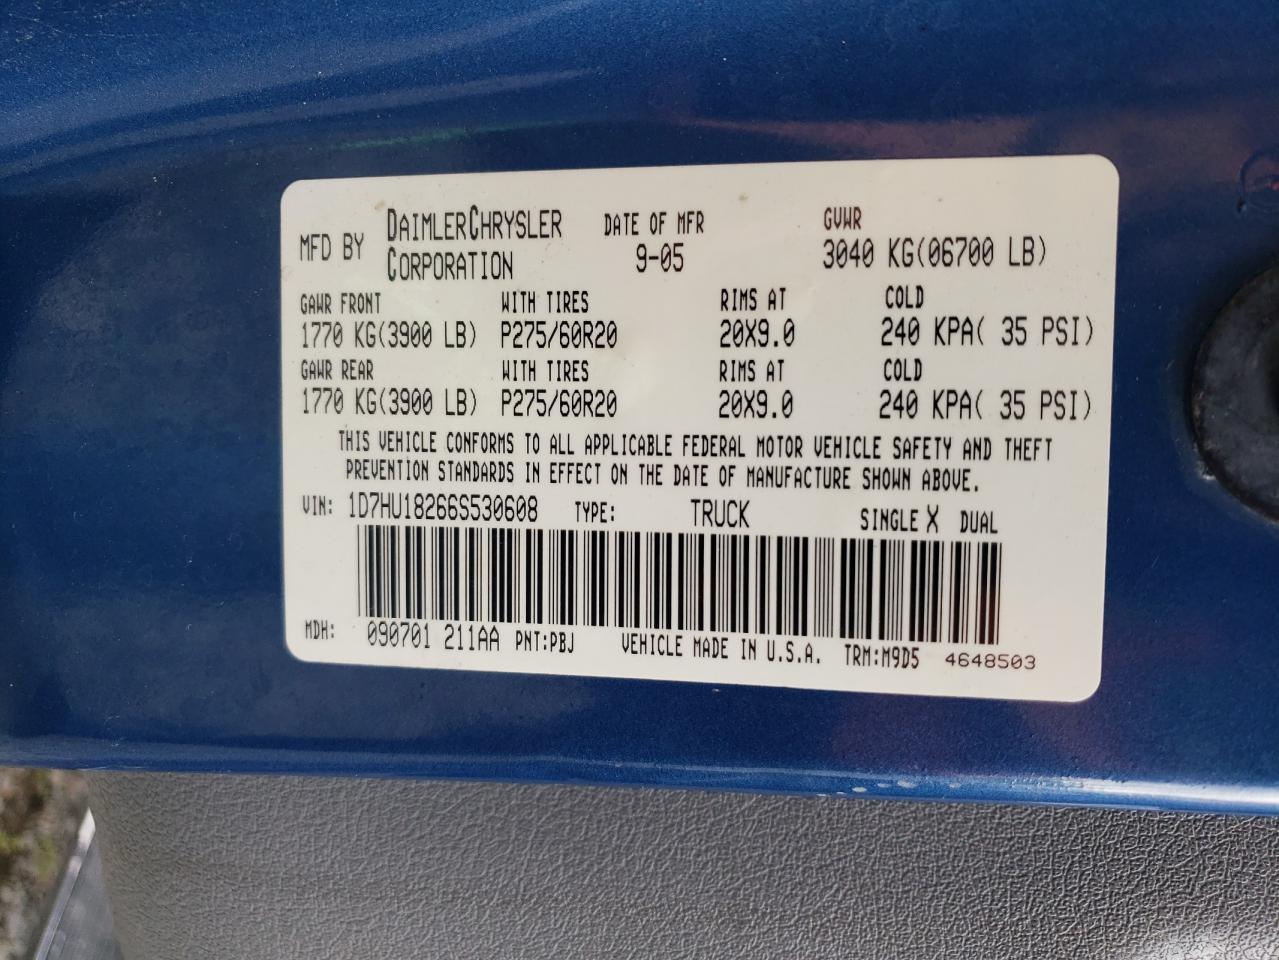 MFD BY DAIMLERCHRYSLER CORPORATION DATE OF MFR 9-05 GVWR 3040 KG(06700 LB)
GAWR FRONT WITH TIRES RIMS AT COLD
1770 KG(3900 LB) P275/60R20 20X9.0 240 KPA( 35 PSI)
GAWR REAR WITH TIRES RIMS AT COLD
1770 KG(3900 LB) P275/60R20 20X9.0 240 KPA( 35 PSI)
THIS VEHICLE CONFORMS TO ALL APPLICABLE FEDERAL MOTOR VEHICLE SAFETY AND THEFT
PREVENTION STANDARDS IN EFFECT ON THE DATE OF MANUFACTURE SHOWN ABOVE.
VIN: 1D7HU18266S530608 TYPE: TRUCK SINGLE X DUAL
MDH: 090701 211AA PNT:PBJ VEHICLE MADE IN U.S.A. TRM:M9D5 4648503